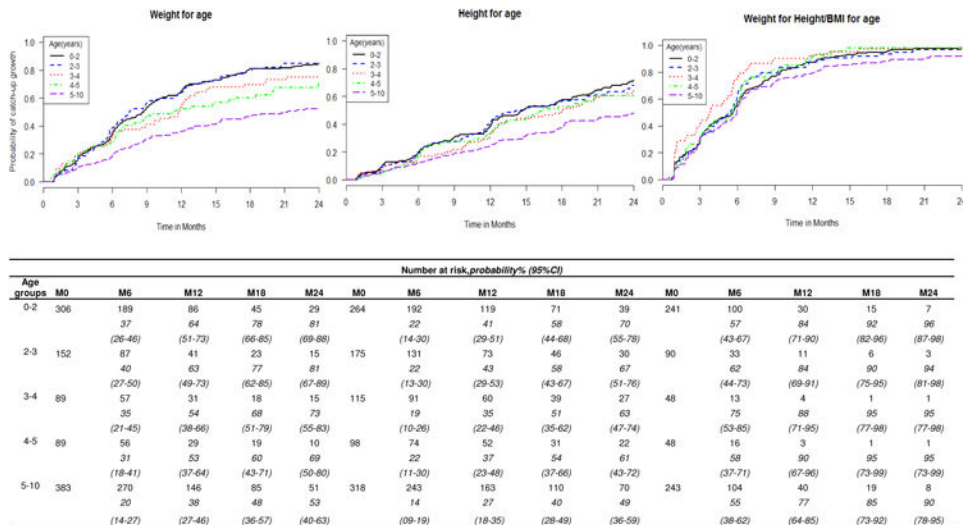 Weight for age
Height for age
Weight for Height/BMI for age
Probability of catch-up growth
1.0
0.8
0.6
0.4
0.2
0.0
Age(years)
0-2
2-3
3-4
4-5
5-10
0 3 6 9 12 15 18 21 24
Time in Months
1.0
0.8
0.6
0.4
0.2
0.0
Age(years)
0-2
2-3
3-4
4-5
5-10
0 3 6 9 12 15 18 21 24
Time in Months
1.0
0.8
0.6
0.4
0.2
0.0
Age(years)
0-2
2-3
3-4
4-5
5-10
0 3 6 9 12 15 18 21 24
Time in Months
Number at risk,probability% (95%CI)
Age groups M0 M6 M12 M18 M24 M0 M6 M12 M18 M24 M0 M6 M12 M18 M24
0-2 306 189 86 45 29 264 192 119 71 39 241 100 30 15 7
37 64 78 81 22 41 58 70 57 84 92 96
(26-46) (51-73) (66-85) (69-88) (14-30) (29-51) (44-68) (55-78) (43-67) (71-90) (82-96) (87-98)
2-3 152 87 41 23 15 175 131 73 46 30 90 33 11 6 3
40 63 77 81 22 43 58 67 62 84 90 94
(27-50) (49-73) (62-85) (67-89) (13-30) (29-53) (43-67) (51-76) (44-73) (69-91) (75-95) (81-98)
3-4 89 57 31 18 15 115 91 60 39 27 48 13 4 1 1
35 54 68 73 19 35 51 63 75 88 95 95
(21-45) (38-66) (51-79) (55-83) (10-26) (22-46) (35-62) (47-74) (53-85) (71-95) (77-98) (77-98)
4-5 89 56 29 19 10 98 74 52 31 22 48 16 3 1 1
31 53 60 69 22 37 54 61 58 90 95 95
(18-41) (37-64) (43-71) (50-80) (11-30) (23-48) (37-66) (43-72) (37-71) (67-96) (73-99) (73-99)
5-10 383 270 146 85 51 318 243 163 110 70 243 104 40 19 8
20 38 48 53 14 27 40 49 55 77 85 90
(14-27) (27-46) (36-57) (40-63) (09-19) (18-35) (28-49) (36-59) (38-62) (64-85) (73-92) (78-95)